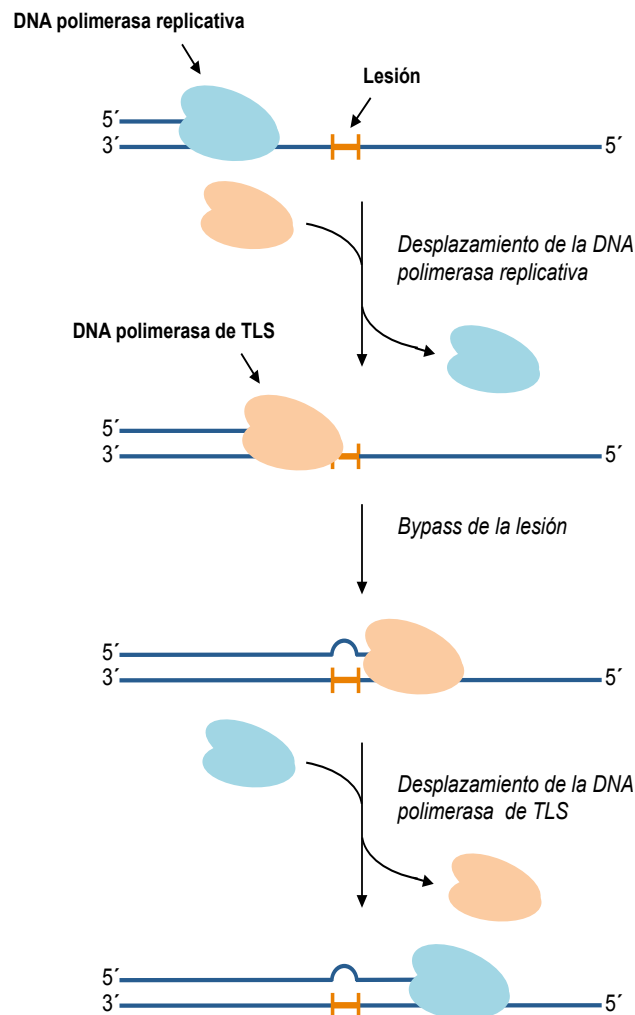 DNA polimerasa replicativa
Lesión
5´
3´ 5´
Desplazamiento de la DNA
polimerasa replicativa
DNA polimerasa de TLS
5´
3´ 5´
Bypass de la lesión
5´
3´ 5´
Desplazamiento de la DNA
polimerasa de TLS
5´
3´ 5´